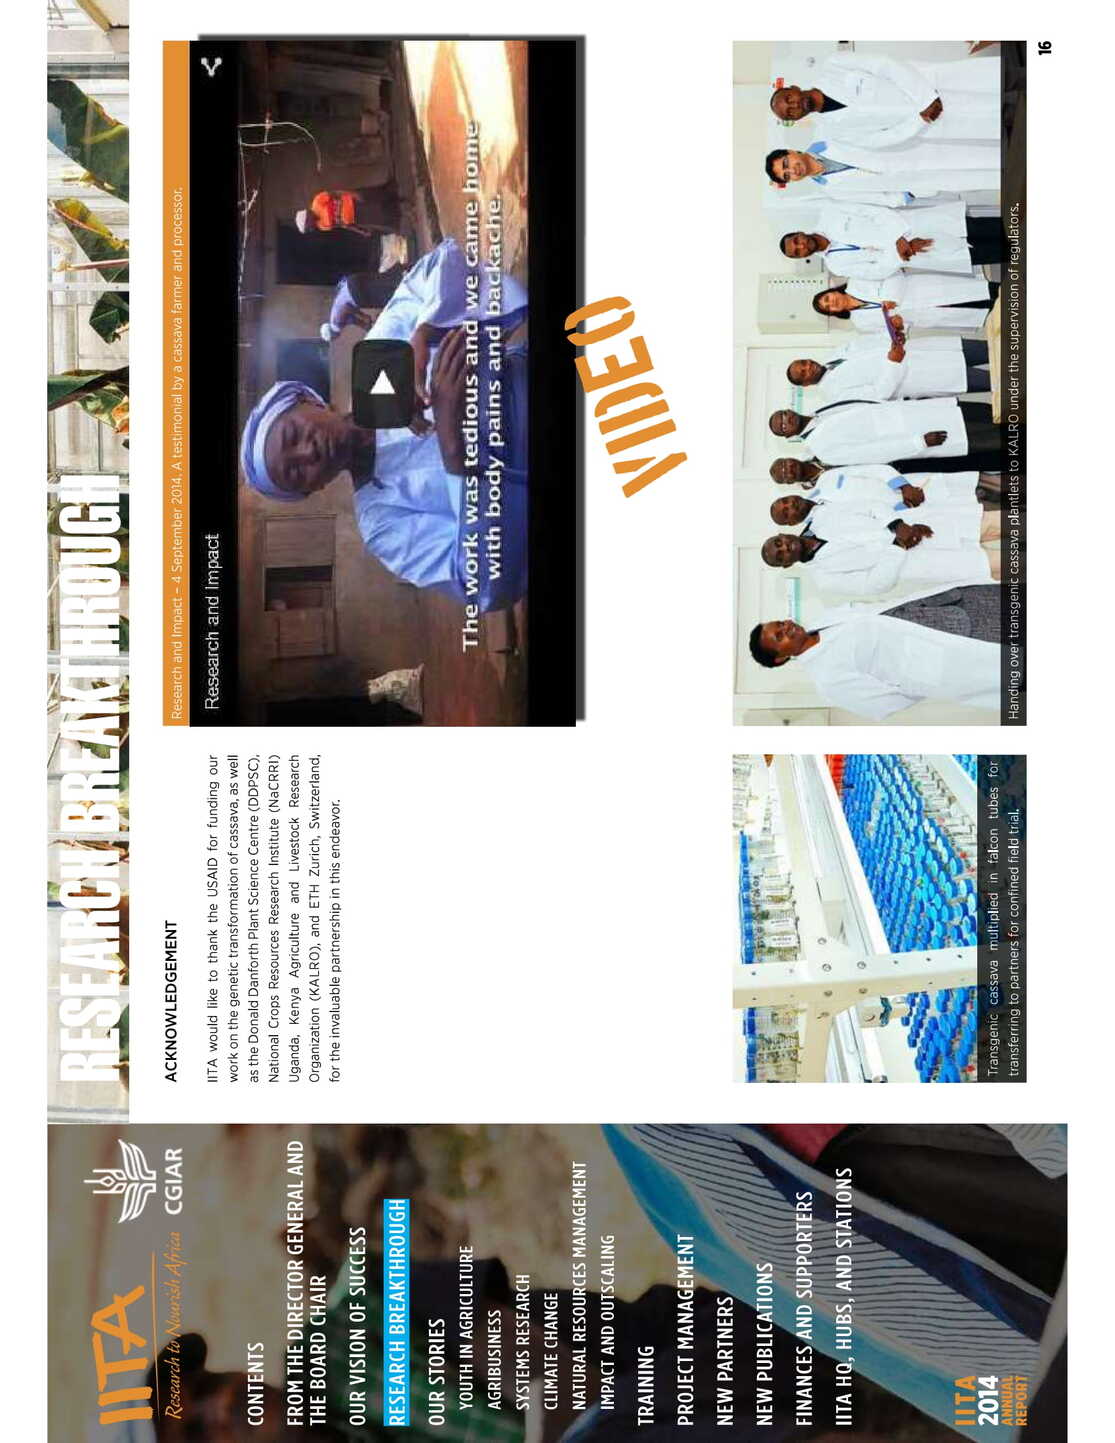 IITA
Research to Nourish Africa
CGIAR
CONTENTS
FROM THE DIRECTOR GENERAL AND
THE BOARD CHAIR
OUR VISION OF SUCCESS
RESEARCH BREAKTHROUGH
OUR STORIES
YOUTH IN AGRICULTURE
AGRIBUSINESS
SYSTEMS RESEARCH
CLIMATE CHANGE
NATURAL RESOURCES MANAGEMENT
IMPACT AND OUTSCALING
TRAINING
PROJECT MANAGEMENT
NEW PARTNERS
NEW PUBLICATIONS
FINANCES AND SUPPORTERS
IITA HQ, HUBS, AND STATIONS
IITA
2014
ANNUAL
REPORT
RESEARCH BREAKTHROUGH
ACKNOWLEDGEMENT
IITA would like to thank the USAID for funding our
work on the genetic transformation of cassava, as well
as the Donald Danforth Plant Science Centre (DDPSC),
National Crops Resources Research Institute (NaCRRI)
Uganda, Kenya Agriculture and Livestock Research
Organization (KALRO), and ETH Zurich, Switzerland,
for the invaluable partnership in this endeavor.
Research and Impact – 4 September 2014. A testimonial by a cassava farmer and processor.
Research and Impact
The work was tedious and we came home
with body pains and backache.
VIDEO
Transgenic cassava multiplied in falcon tubes for
transferring to partners for confined field trial.
Handing over transgenic cassava plantlets to KALRO under the supervision of regulators.
16